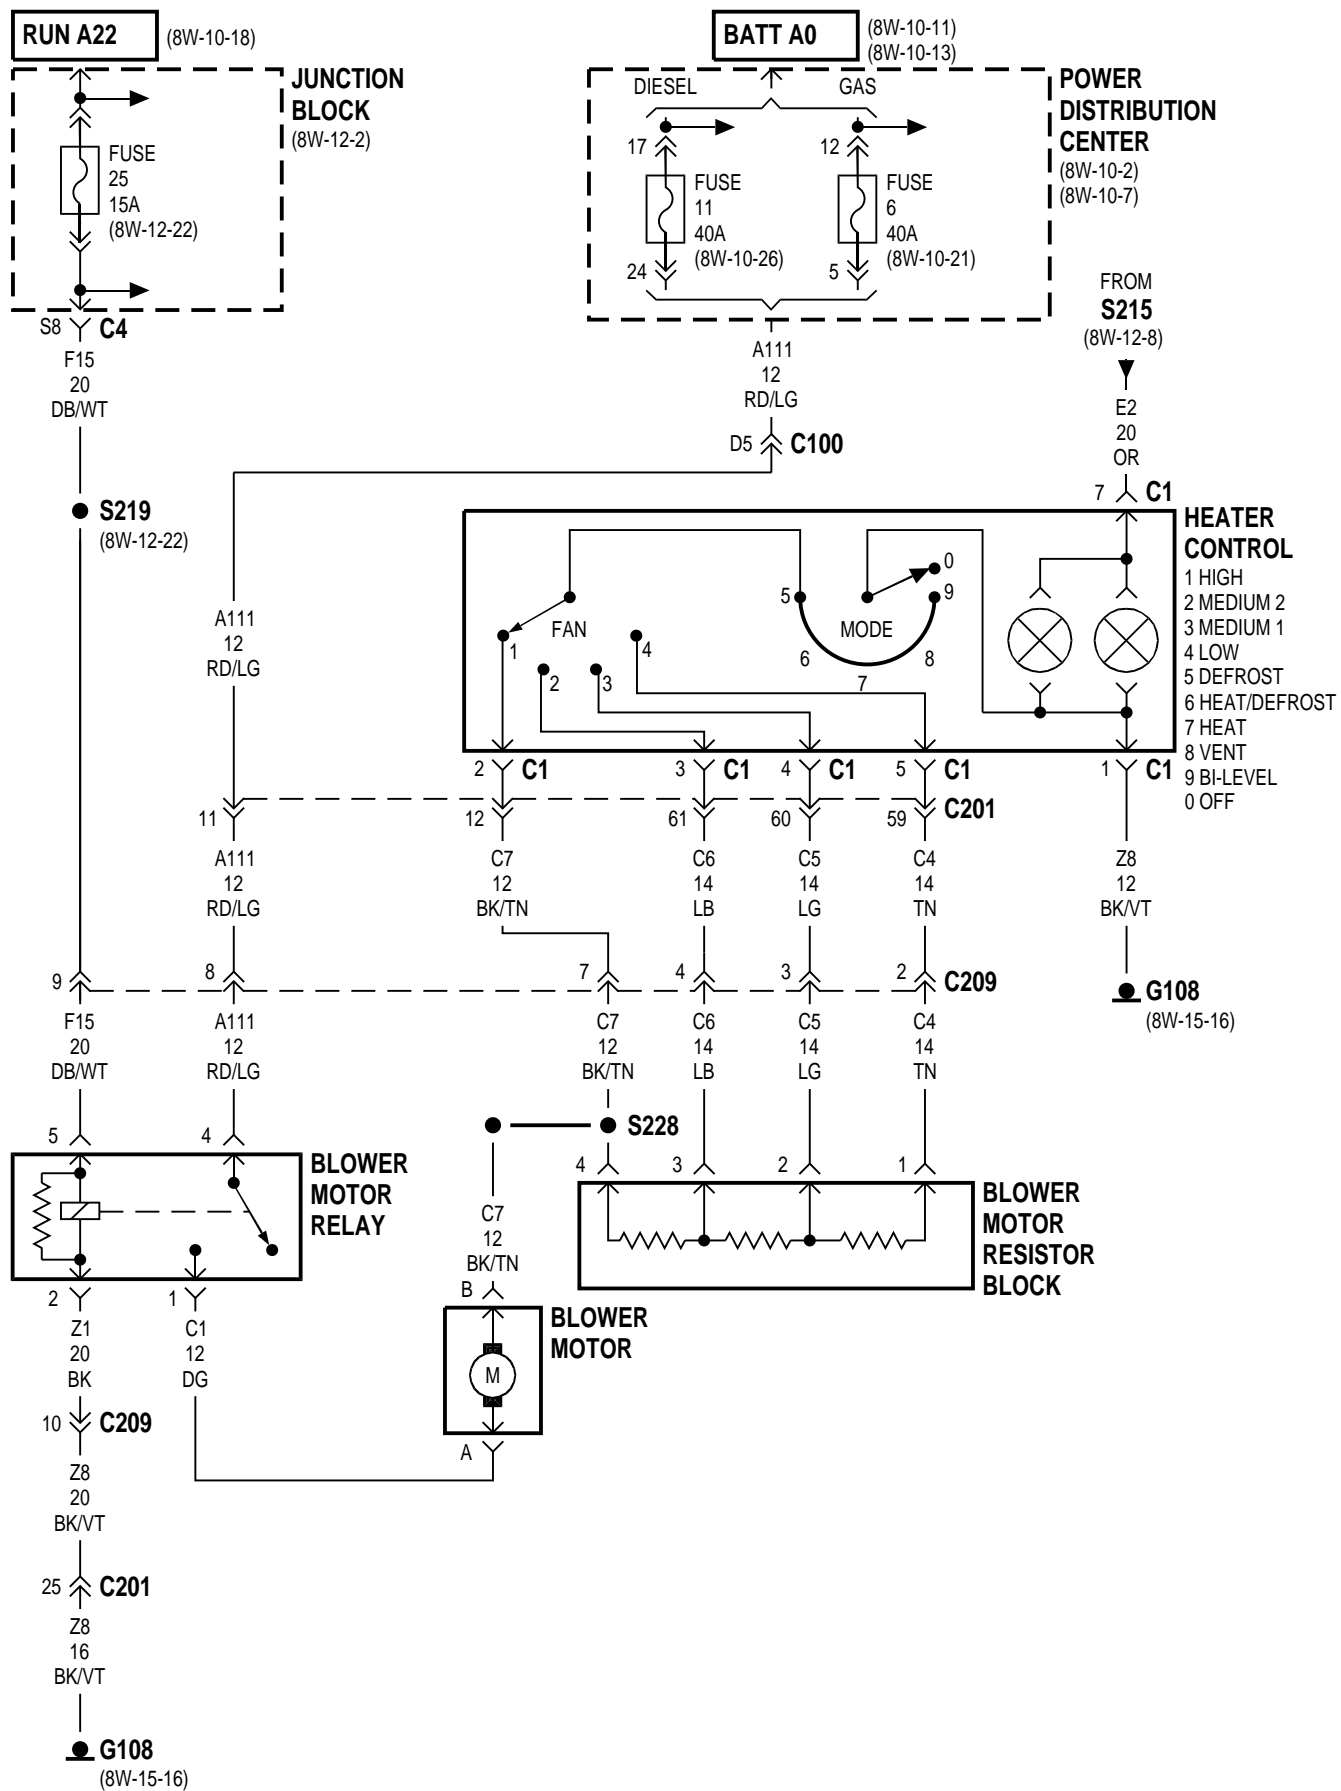 RUN A22
(8W-10-18)
BATT A0
(8W-10-11)
(8W-10-13)
JUNCTION
BLOCK
(8W-12-2)
FUSE
25
15A
(8W-12-22)
S8
C4
F15
20
DB/WT
DIESEL
GAS
POWER
DISTRIBUTION
CENTER
(8W-10-2)
(8W-10-7)
17
FUSE
11
40A
(8W-10-26)
24
12
FUSE
6
40A
(8W-10-21)
5
A111
12
RD/LG
D5
C100
FROM
S215
(8W-12-8)
E2
20
OR
7
C1
S219
(8W-12-22)
A111
12
RD/LG
HEATER
CONTROL
1 HIGH
2 MEDIUM 2
3 MEDIUM 1
4 LOW
5 DEFROST
6 HEAT/DEFROST
7 HEAT
8 VENT
9 BI-LEVEL
0 OFF
FAN
1
2
3
4
MODE
5
6
7
8
9
0
2
C1
3
C1
4
C1
5
C1
1
C1
11
12
61
60
59
C201
A111
12
RD/LG
C7
12
BK/TN
C6
14
LB
C5
14
LG
C4
14
TN
Z8
12
BK/VT
9
8
7
4
3
2
C209
G108
(8W-15-16)
F15
20
DB/WT
A111
12
RD/LG
C7
12
BK/TN
C6
14
LB
C5
14
LG
C4
14
TN
S228
5
4
BLOWER
MOTOR
RELAY
4
3
2
1
BLOWER
MOTOR
RESISTOR
BLOCK
C7
12
BK/TN
B
BLOWER
MOTOR
M
A
2
1
Z1
20
BK
C1
12
DG
10
C209
Z8
20
BK/VT
25
C201
Z8
16
BK/VT
G108
(8W-15-16)